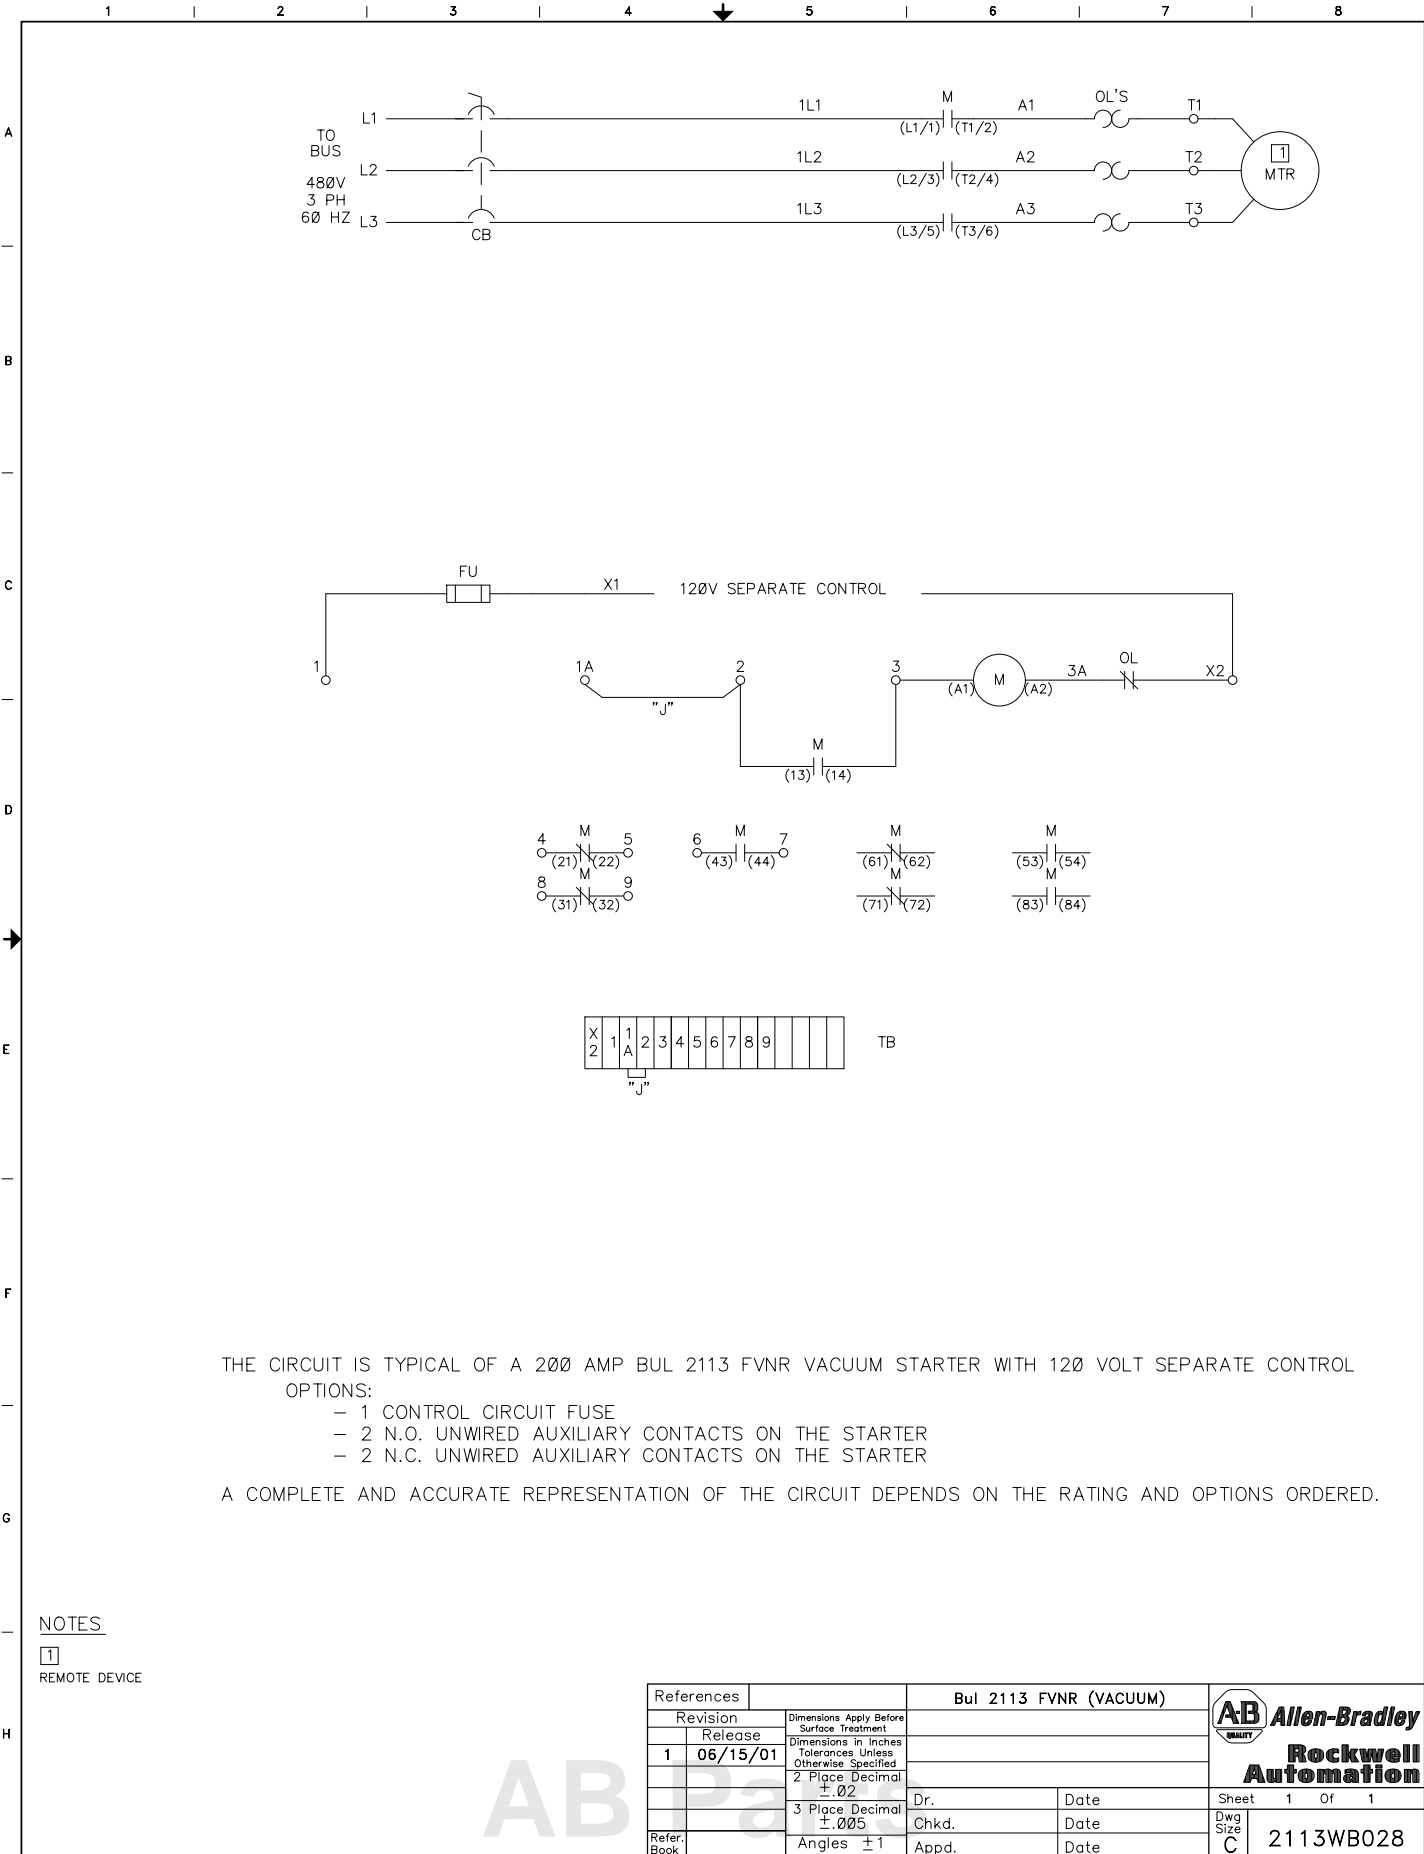 1 2 3 4 5 6 7 8
A
B
C
D
E
F
G
H
L1
1L1
M
A1
OL'S
T1
(L1/1) (T1/2)
TO
BUS
L2
1L2
A2
T2
1
MTR
(L2/3) (T2/4)
480V
3 PH
60 HZ
L3
1L3
A3
T3
(L3/5) (T3/6)
CB
FU
X1
120V SEPARATE CONTROL
1
1A
2
3
(A1)
M
(A2)
3A
OL
X2
"J"
M
(13) (14)
4 M 5
(21) (22)
6 M 7
(43) (44)
M
(61) (62)
M
(53) (54)
8 M 9
(31) (32)
M
(71) (72)
M
(83) (84)
X2 1 1A 2 3 4 5 6 7 8 9
TB
"J"
THE CIRCUIT IS TYPICAL OF A 200 AMP BUL 2113 FVNR VACUUM STARTER WITH 120 VOLT SEPARATE CONTROL
OPTIONS:
– 1 CONTROL CIRCUIT FUSE
– 2 N.O. UNWIRED AUXILIARY CONTACTS ON THE STARTER
– 2 N.C. UNWIRED AUXILIARY CONTACTS ON THE STARTER
A COMPLETE AND ACCURATE REPRESENTATION OF THE CIRCUIT DEPENDS ON THE RATING AND OPTIONS ORDERED.
NOTES
1
REMOTE DEVICE
References
Revision
Release
1 06/15/01
Refer.
Book
Dimensions Apply Before
Surface Treatment
Dimensions in Inches
Tolerances Unless
Otherwise Specified
2 Place Decimal
±.02
3 Place Decimal
±.005
Angles ±1
Bul 2113 FVNR (VACUUM)
Dr. Date
Chkd. Date
Appd. Date
A-B
QUALITY
Allen-Bradley
Rockwell
Automation
Sheet 1 Of 1
Dwg
Size
C
2113WB028
AB Parts